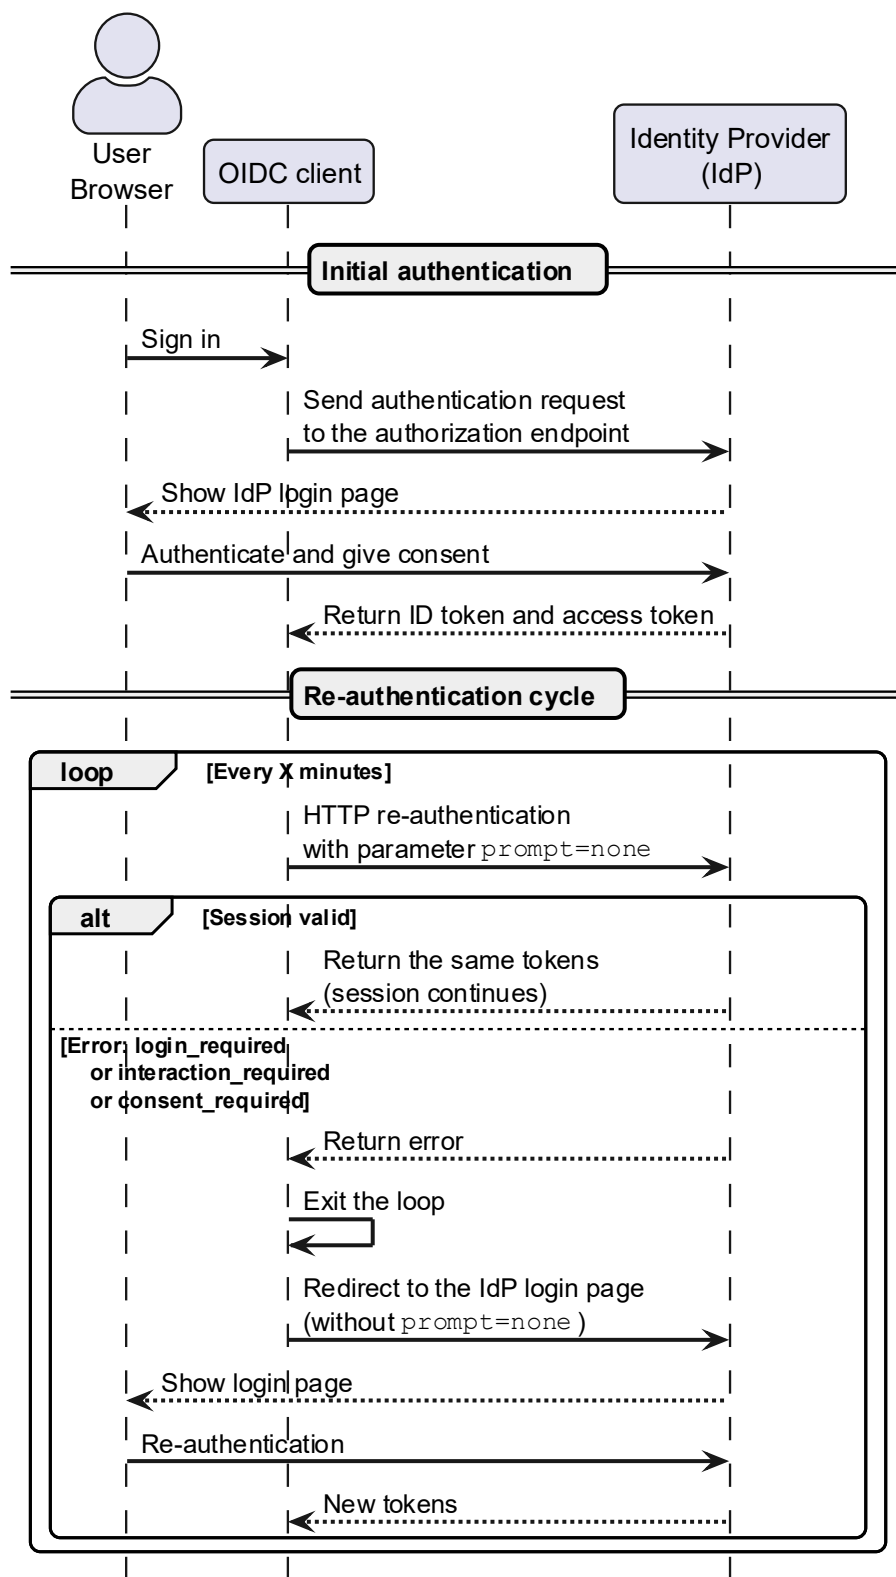 User
Browser
OIDC client
Identity Provider
(IdP)
Initial authentication
Sign in
Send authentication request
to the authorization endpoint
Show IdP login page
Authenticate and give consent
Return ID token and access token
Re-authentication cycle
loop [Every X minutes]
HTTP re-authentication
with parameter prompt=none
alt [Session valid]
Return the same tokens
(session continues)
[Error: login_required
or interaction_required
or consent_required]
Return error
Exit the loop
Redirect to the IdP login page
(without prompt=none )
Show login page
Re-authentication
New tokens